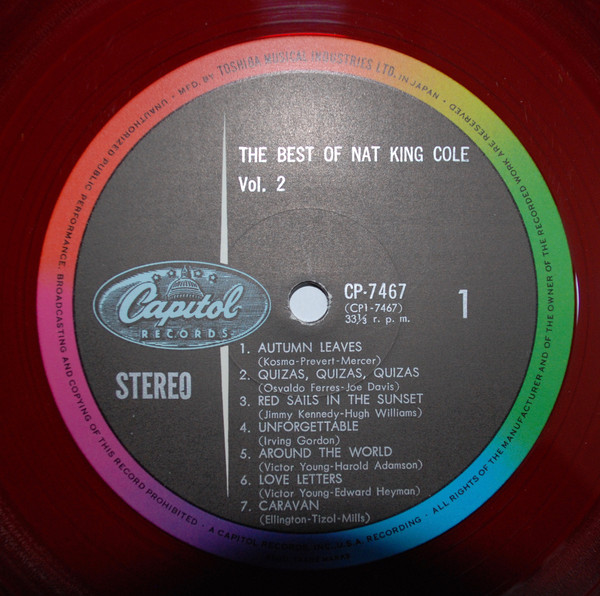 MFD. BY TOSHIBA MUSICAL INDUSTRIES LTD. IN JAPAN •
UNAUTHORIZED PUBLIC PERFORMANCE, BROADCASTING AND COPYING OF THIS RECORD PROHIBITED •
ALL RIGHTS OF THE MANUFACTURER AND OF THE OWNER OF THE RECORDED WORK ARE RESERVED •
THE BEST OF NAT KING COLE
Vol. 2
Capitol
RECORDS
STEREO
CP-7467
(CP1-7467)
33⅓ r. p. m.
1
1. AUTUMN LEAVES
(Kosma-Prevert-Mercer)
2. QUIZAS, QUIZAS, QUIZAS
(Osvaldo Ferres-Joe Davis)
3. RED SAILS IN THE SUNSET
(Jimmy Kennedy-Hugh Williams)
4. UNFORGETTABLE
(Irving Gordon)
5. AROUND THE WORLD
(Victor Young-Harold Adamson)
6. LOVE LETTERS
(Victor Young-Edward Heyman)
7. CARAVAN
(Ellington-Tizol-Mills)
A CAPITOL RECORDS, INC., U.S.A. RECORDING •